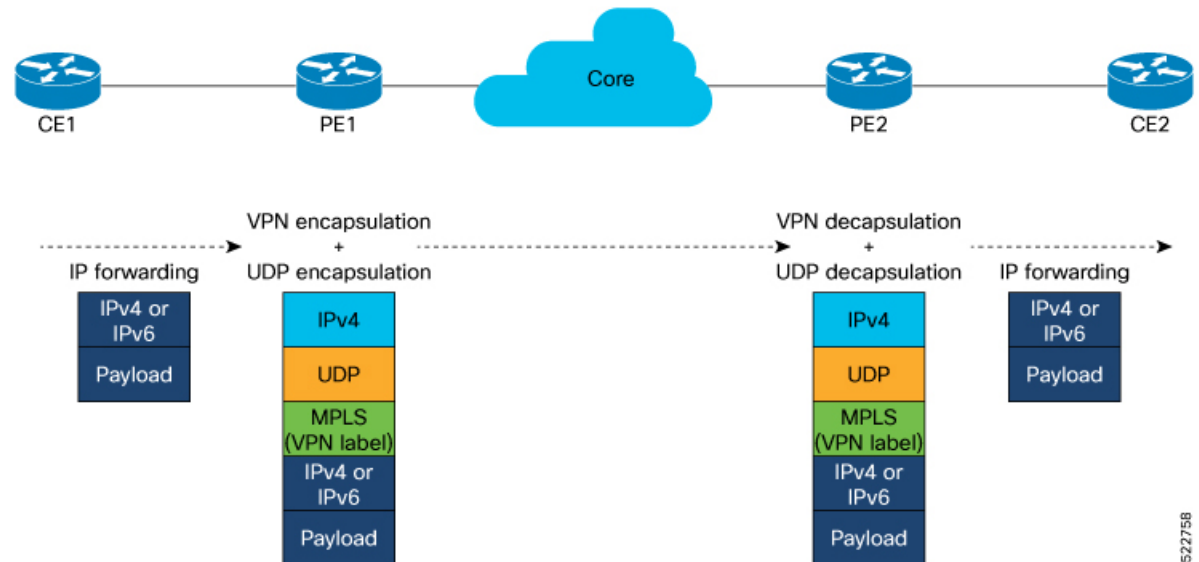 Core
CE1
PE1
PE2
CE2
VPN encapsulation
+
UDP encapsulation
VPN decapsulation
+
UDP decapsulation
IP forwarding
IP forwarding
IPv4 or
IPv6
Payload
IPv4
UDP
MPLS
(VPN label)
IPv4 or
IPv6
Payload
IPv4
UDP
MPLS
(VPN label)
IPv4 or
IPv6
Payload
IPv4 or
IPv6
Payload
522758